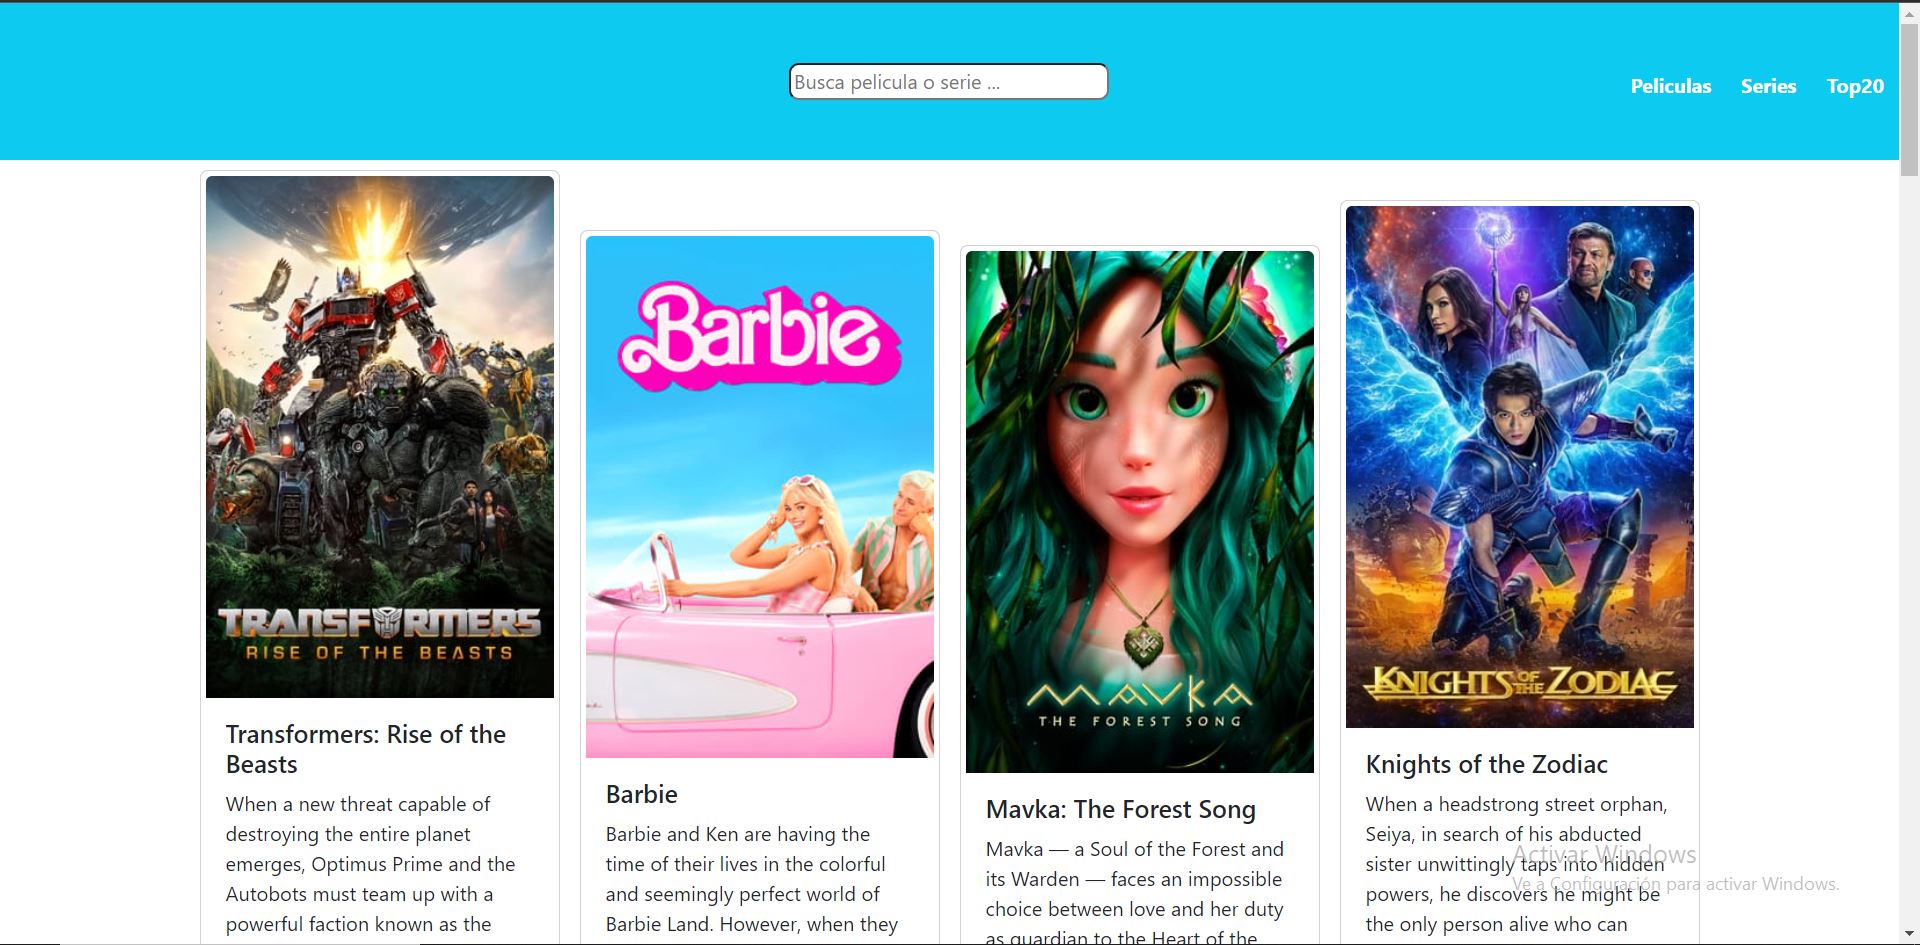 Busca pelicula o serie ...
Peliculas
Series
Top20
TRANSFORMERS
RISE OF THE BEASTS
Transformers: Rise of the
Beasts
When a new threat capable of
destroying the entire planet
emerges, Optimus Prime and the
Autobots must team up with a
powerful faction known as the
Barbie
Barbie
Barbie and Ken are having the
time of their lives in the colorful
and seemingly perfect world of
Barbie Land. However, when they
MAVKA
THE FOREST SONG
Mavka: The Forest Song
Mavka — a Soul of the Forest and
its Warden — faces an impossible
choice between love and her duty
as guardian to the Heart of the
KNIGHTS OF THE ZODIAC
Knights of the Zodiac
When a headstrong street orphan,
Seiya, in search of his abducted
sister unwittingly taps into hidden
powers, he discovers he might be
the only person alive who can
Activar Windows
Ve a Configuración para activar Windows.